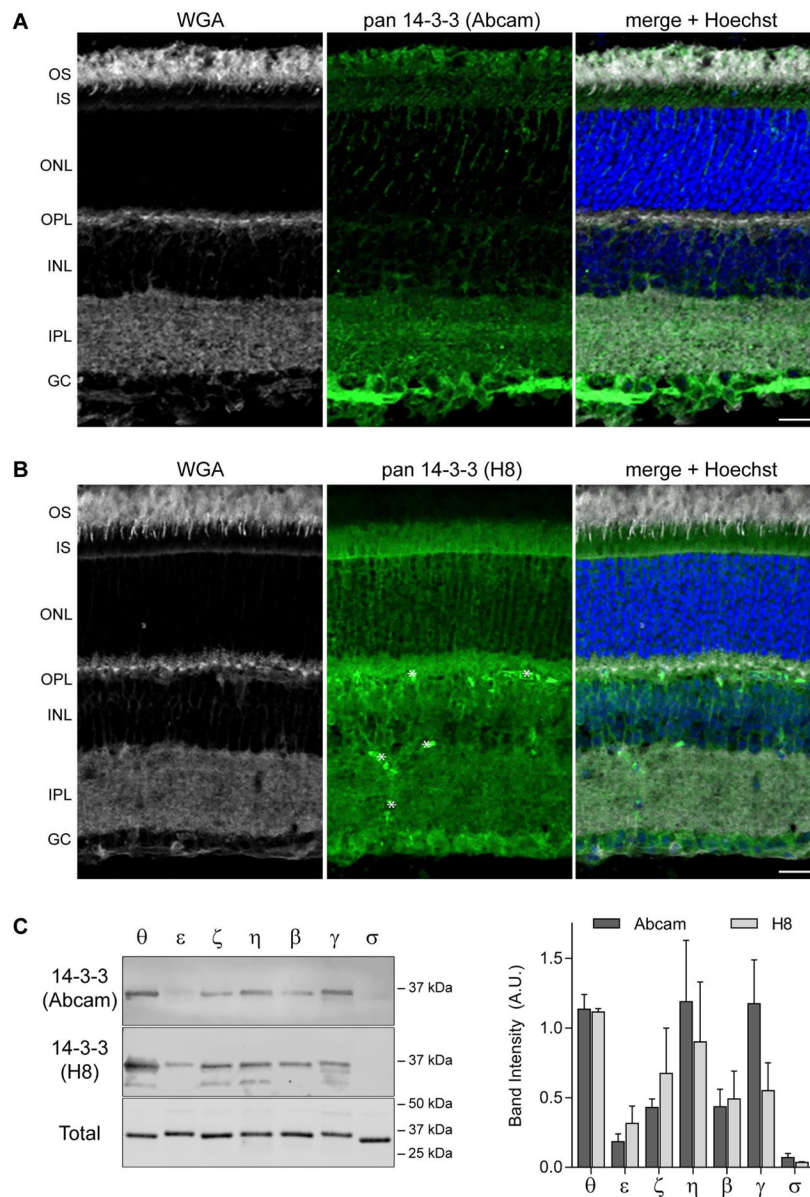 A
WGA
pan 14-3-3 (Abcam)
merge + Hoechst
OS
IS
ONL
OPL
INL
IPL
GC
B
WGA
pan 14-3-3 (H8)
merge + Hoechst
OS
IS
ONL
OPL
INL
IPL
GC
* * * * *
C
θ ε ζ η β γ σ
14-3-3
(Abcam)
– 37 kDa
14-3-3
(H8)
– 37 kDa
– 50 kDa
Total
– 37 kDa
– 25 kDa
Abcam H8
Band Intensity (A.U.)
1.5
1.0
0.5
0.0
θ ε ζ η β γ σ